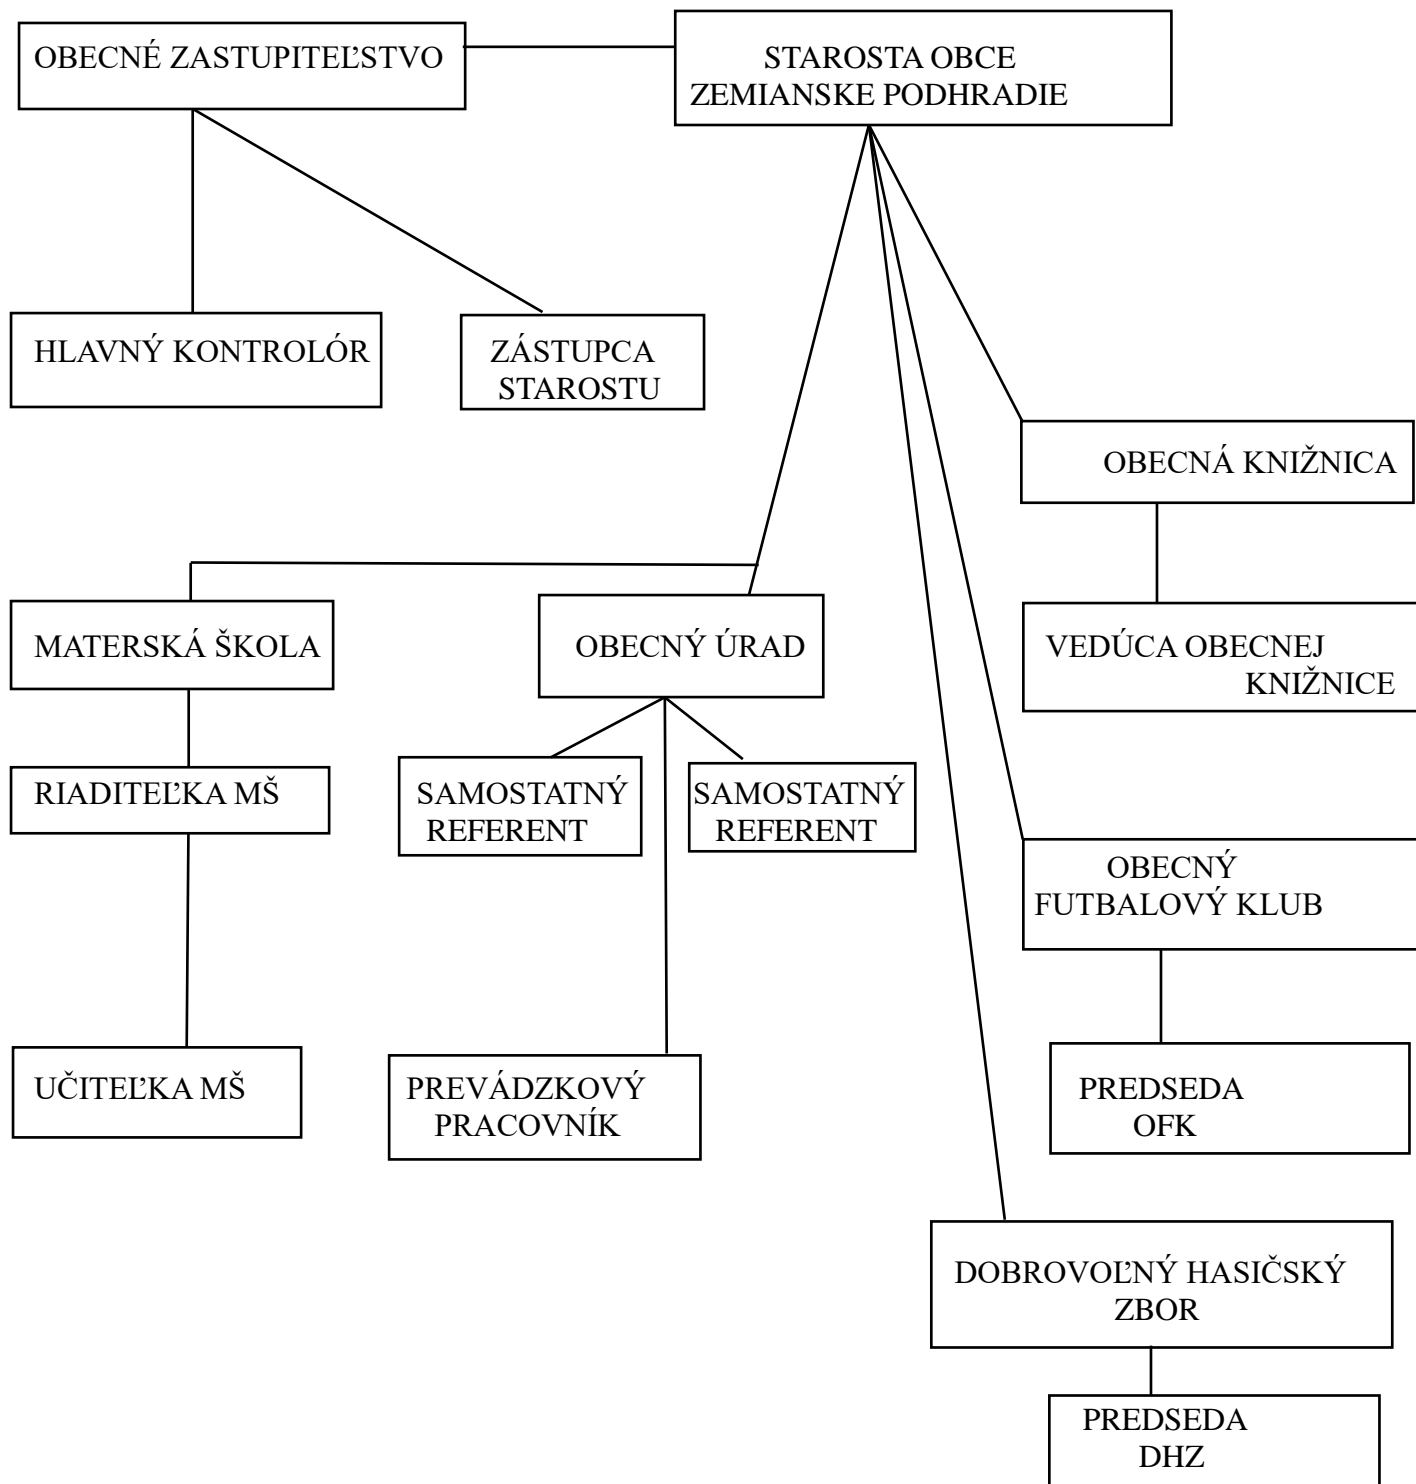 OBECNÉ ZASTUPITEĽSTVO
STAROSTA OBCE
ZEMIANSKE PODHRADIE
HLAVNÝ KONTROLÓR
ZÁSTUPCA
STAROSTU
OBECNÁ KNIŽNICA
MATERSKÁ ŠKOLA
OBECNÝ ÚRAD
VEDÚCA OBECNEJ
KNIŽNICE
RIADITEĽKA MŠ
SAMOSTATNÝ
REFERENT
SAMOSTATNÝ
REFERENT
OBECNÝ
FUTBALOVÝ KLUB
UČITEĽKA MŠ
PREVÁDZKOVÝ
PRACOVNÍK
PREDSEDA
OFK
DOBROVOĽNÝ HASIČSKÝ
ZBOR
PREDSEDA
DHZ